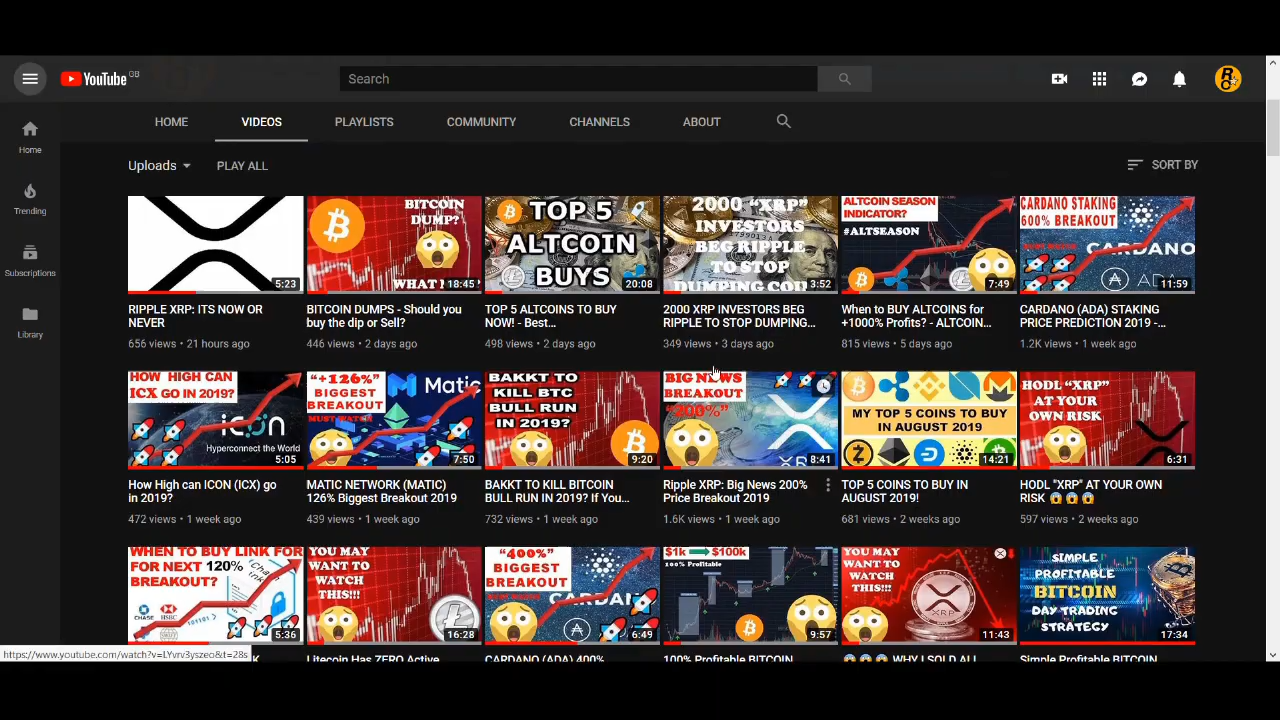 YouTube GB
Search
Home
Trending
Subscriptions
Library
HOME VIDEOS PLAYLISTS COMMUNITY CHANNELS ABOUT
Uploads PLAY ALL SORT BY
5:23
RIPPLE XRP: ITS NOW OR
NEVER
656 views • 21 hours ago
BITCOIN
DUMP?
18:45
BITCOIN DUMPS - Should you
buy the dip or Sell?
446 views • 2 days ago
TOP 5
ALTCOIN
BUYS
20:08
TOP 5 ALTCOINS TO BUY
NOW! - Best...
498 views • 2 days ago
2000 “XRP”
INVESTORS
BEG RIPPLE
TO STOP
DUMPING
3:52
2000 XRP INVESTORS BEG
RIPPLE TO STOP DUMPING...
349 views • 3 days ago
ALTCOIN SEASON
INDICATOR?
#ALTSEASON
7:49
When to BUY ALTCOINS for
+1000% Profits? - ALTCOIN...
815 views • 5 days ago
CARDANO STAKING
600% BREAKOUT
CARDANO
ADA
11:59
CARDANO (ADA) STAKING
PRICE PREDICTION 2019 -...
1.2K views • 1 week ago
HOW HIGH CAN
ICX GO IN 2019?
icon
Hyperconnect the World
5:05
How High can ICON (ICX) go
in 2019?
472 views • 1 week ago
“+126%”
BIGGEST
BREAKOUT
MUST WATCH
Matic
7:50
MATIC NETWORK (MATIC)
126% Biggest Breakout 2019
439 views • 1 week ago
BAKKT TO
KILL BTC
BULL RUN
IN 2019?
9:20
BAKKT TO KILL BITCOIN
BULL RUN IN 2019? If You...
732 views • 1 week ago
BIG NEWS
BREAKOUT
“200%”
8:41
Ripple XRP: Big News 200%
Price Breakout 2019
1.6K views • 1 week ago
MY TOP 5 COINS TO BUY
IN AUGUST 2019
14:21
TOP 5 COINS TO BUY IN
AUGUST 2019!
681 views • 2 weeks ago
HODL “XRP”
AT YOUR
OWN RISK
6:31
HODL "XRP" AT YOUR OWN
RISK 😱😱😱
597 views • 2 weeks ago
WHEN TO BUY LINK FOR
FOR NEXT 120%
BREAKOUT?
CHASE HSBC
5:36
YOU MAY
WANT TO
WATCH
THIS!!!
16:28
Litecoin Has ZERO Active
“400%”
BIGGEST
BREAKOUT
6:49
CARDANO (ADA) 400%
$1k $100k
100% Profitable
9:57
100% Profitable BITCOIN
YOU MAY
WANT TO
WATCH
THIS!!!
XRP
11:43
😱😱😱 WHY I SOLD ALL
SIMPLE
PROFITABLE
BITCOIN
DAY TRADING
STRATEGY
17:34
Simple Profitable BITCOIN
https://www.youtube.com/watch?v=LYvrv3yszeo&t=28s